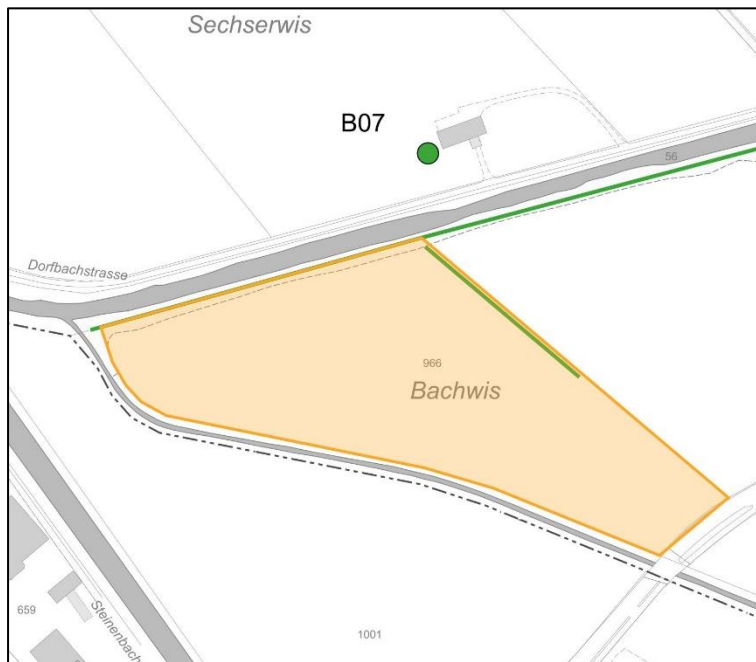 Sechserwis
B07
56
Dorfbachstrasse
966
Bachwis
659
Steinenbach
1001